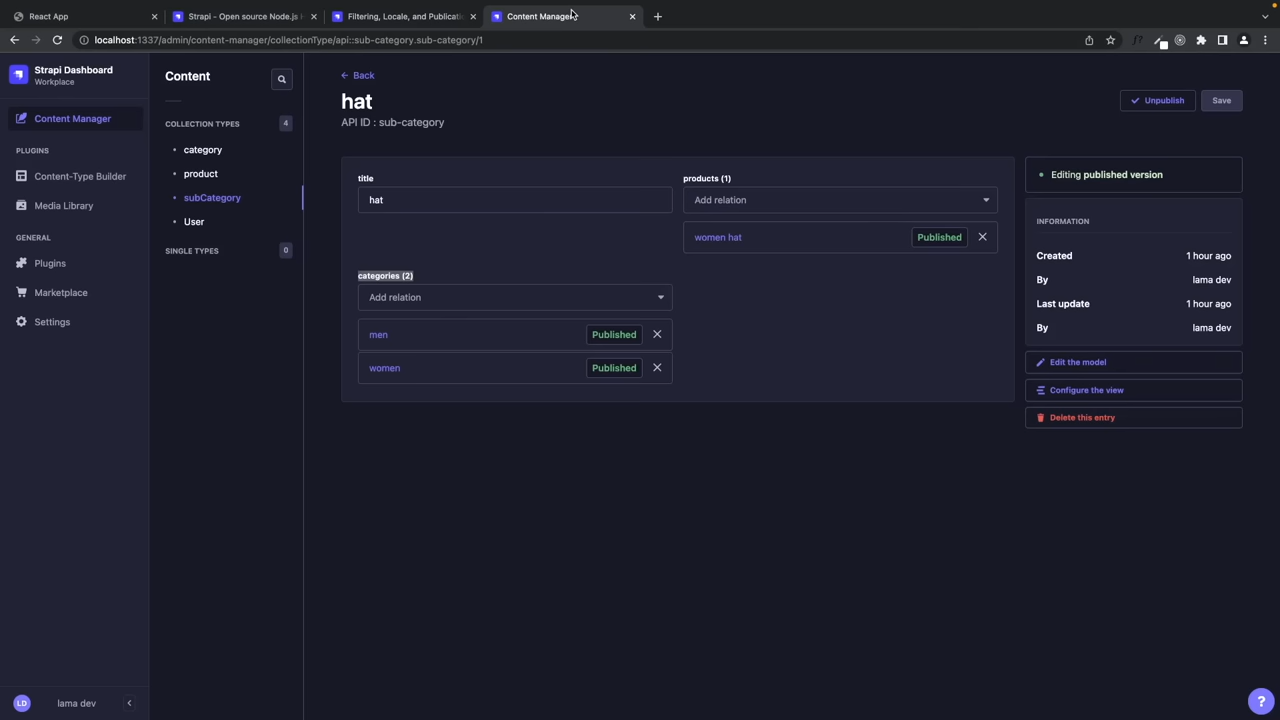 React App
Strapi - Open source Node.js
Filtering, Locale, and Publicati
Content Manager
localhost:1337/admin/content-manager/collectionType/api::sub-category.sub-category/1
Strapi Dashboard
Workplace
Content Manager
PLUGINS
Content-Type Builder
Media Library
GENERAL
Plugins
Marketplace
Settings
LD
lama dev
Content
COLLECTION TYPES 4
category
product
subCategory
User
SINGLE TYPES 0
Back
hat
API ID : sub-category
Unpublish
Save
title
hat
products (1)
Add relation
women hat Published
categories (2)
Add relation
men Published
women Published
Editing published version
INFORMATION
Created 1 hour ago
By lama dev
Last update 1 hour ago
By lama dev
Edit the model
Configure the view
Delete this entry
?